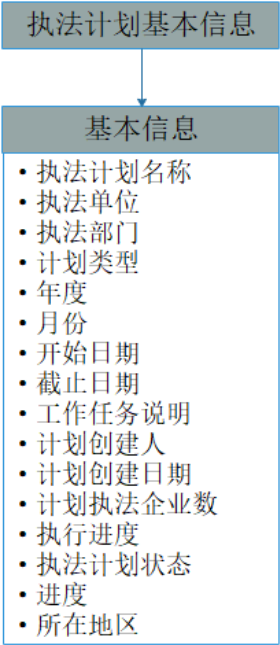 执法计划基本信息
基本信息
• 执法计划名称
• 执法单位
• 执法部门
• 计划类型
• 年度
• 月份
• 开始日期
• 截止日期
• 工作任务说明
• 计划创建人
• 计划创建日期
• 计划执法企业数
• 执行进度
• 执法计划状态
• 进度
• 所在地区